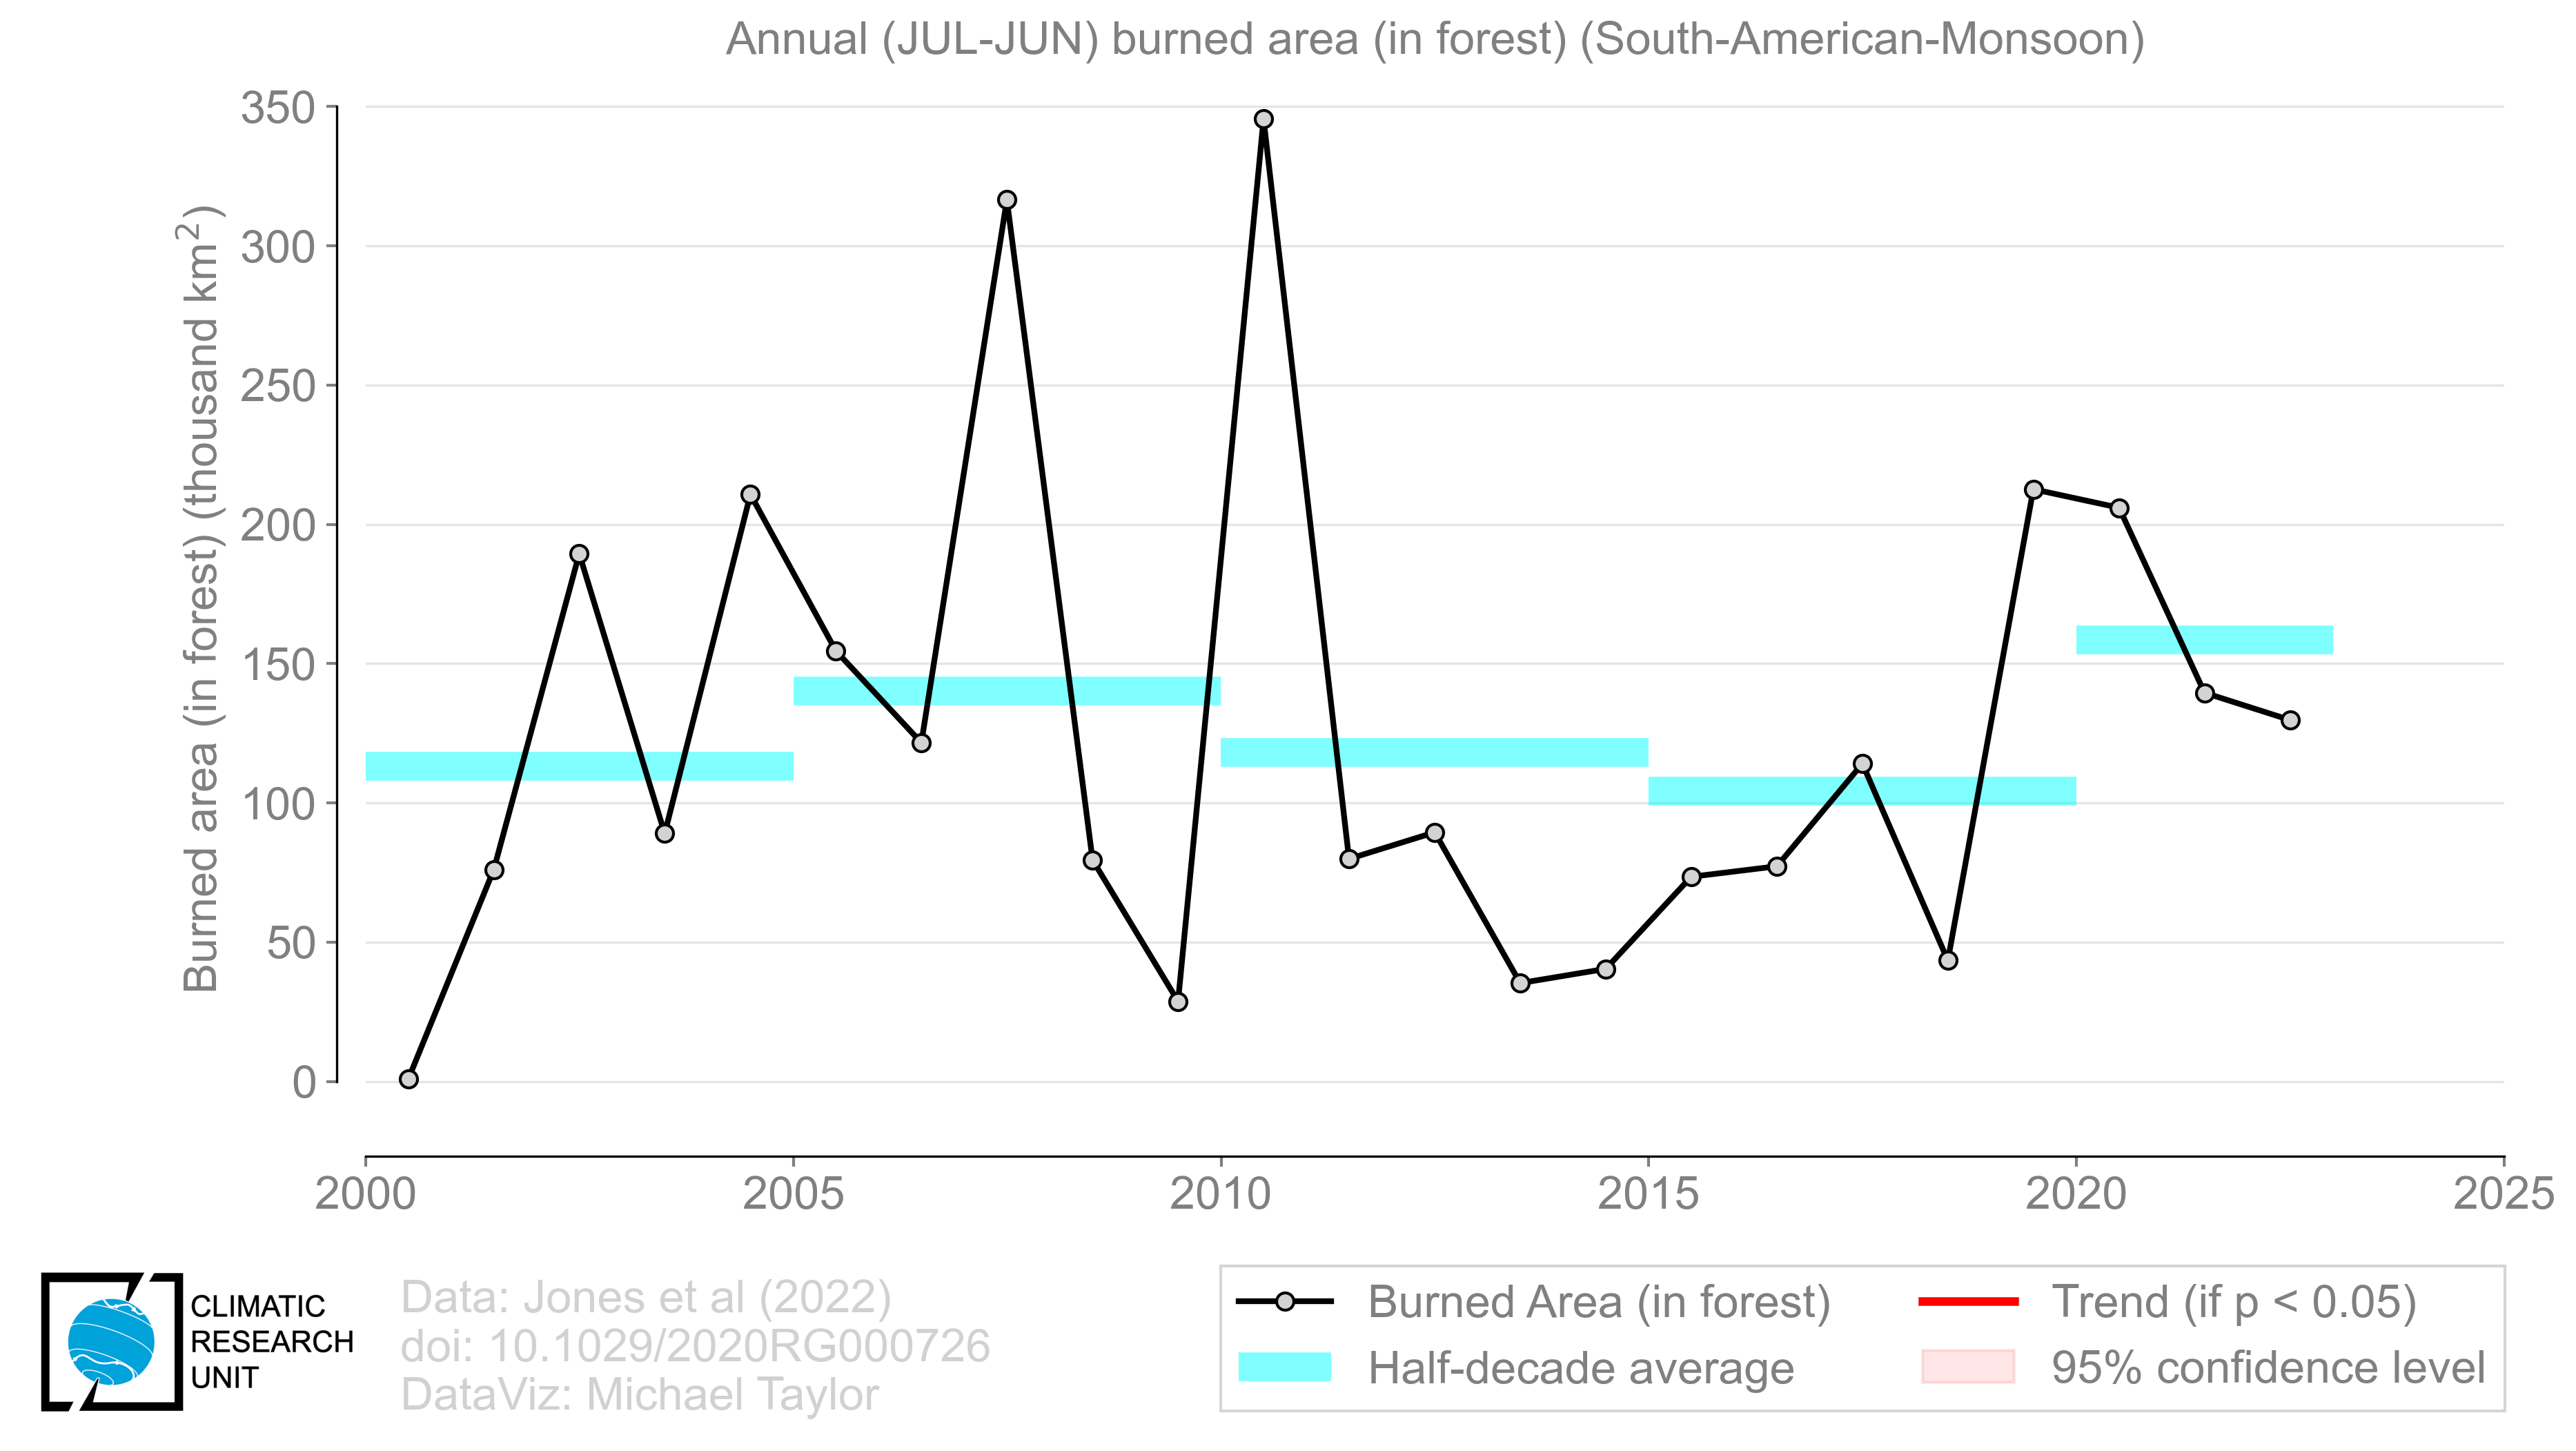 Annual (JUL-JUN) burned area (in forest) (South-American-Monsoon)
Burned area (in forest) (thousand km²)
350
300
250
200
150
100
50
0
2000 2005 2010 2015 2020 2025
CLIMATIC
RESEARCH
UNIT
Data: Jones et al (2022)
doi: 10.1029/2020RG000726
DataViz: Michael Taylor
Burned Area (in forest)
Half-decade average
Trend (if p < 0.05)
95% confidence level